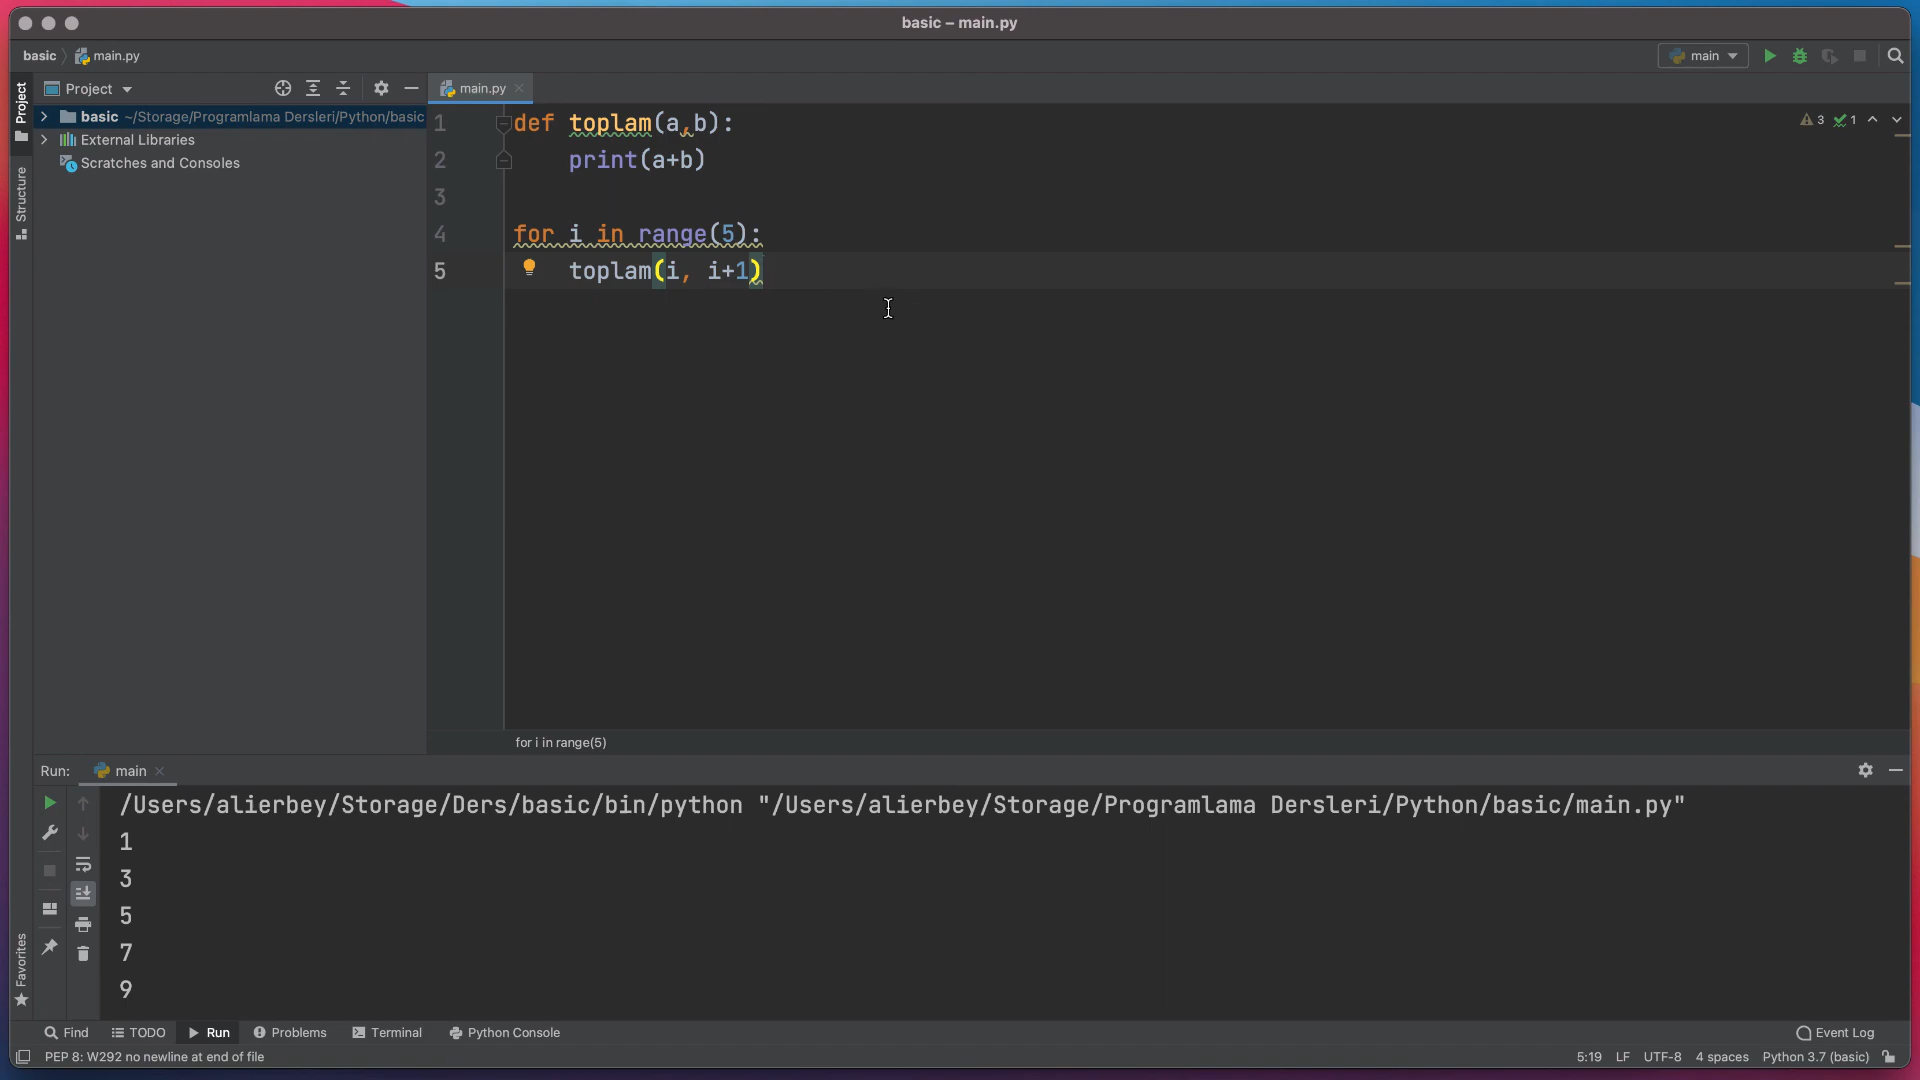 basic – main.py
basic main.py
main
Project
Project
main.py
basic ~/Storage/Programlama Dersleri/Python/basic
External Libraries
Scratches and Consoles
Structure
Favorites
3 1
1 def toplam(a,b):
2 print(a+b)
3
4 for i in range(5):
5 toplam(i, i+1)
for i in range(5)
Run: main
/Users/alierbey/Storage/Ders/basic/bin/python "/Users/alierbey/Storage/Programlama Dersleri/Python/basic/main.py"
1
3
5
7
9
Find TODO Run Problems Terminal Python Console Event Log
PEP 8: W292 no newline at end of file 5:19 LF UTF-8 4 spaces Python 3.7 (basic)